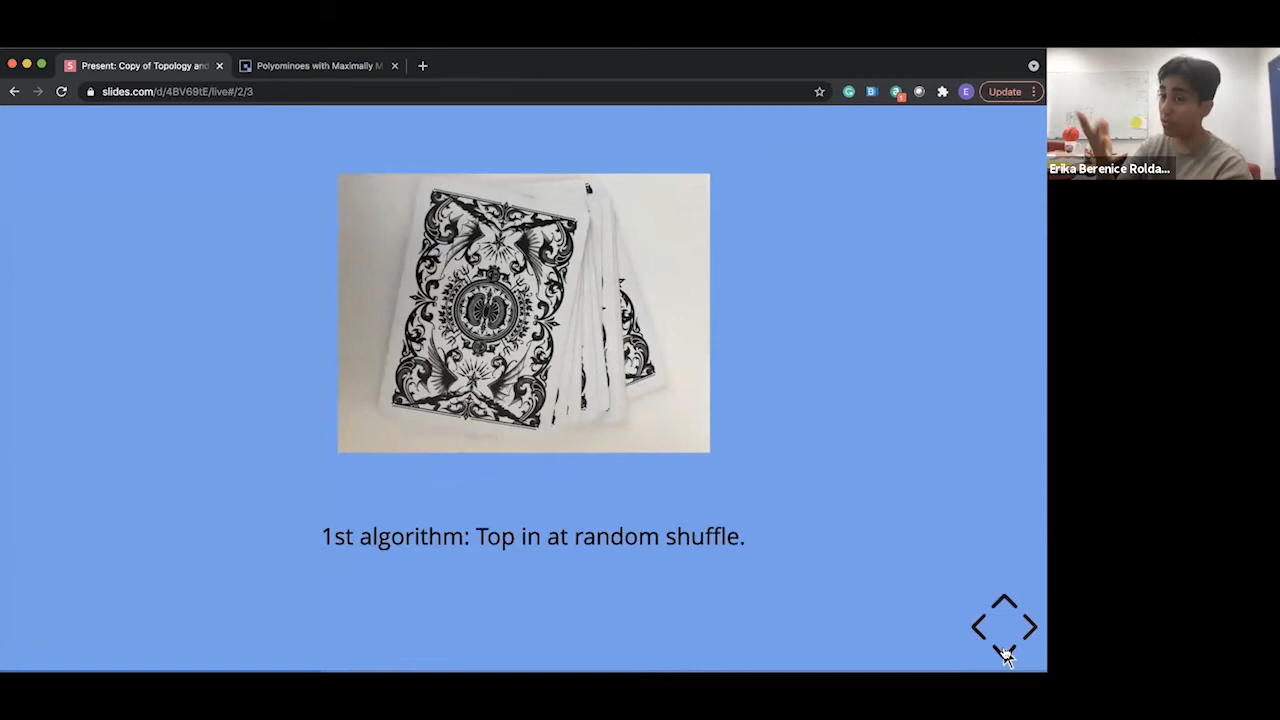 Present: Copy of Topology and
Polyominoes with Maximally M
slides.com/d/4BV69tE/live#/2/3
1
E
Update
Erika Berenice Rolda...
1st algorithm: Top in at random shuffle.